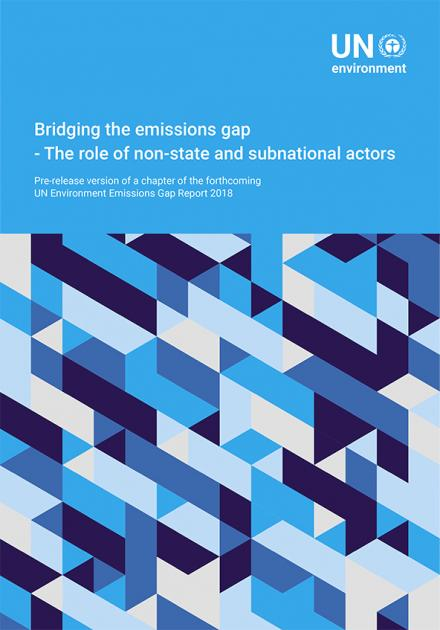 UN
environment
Bridging the emissions gap
- The role of non-state and subnational actors
Pre-release version of a chapter of the forthcoming
UN Environment Emissions Gap Report 2018